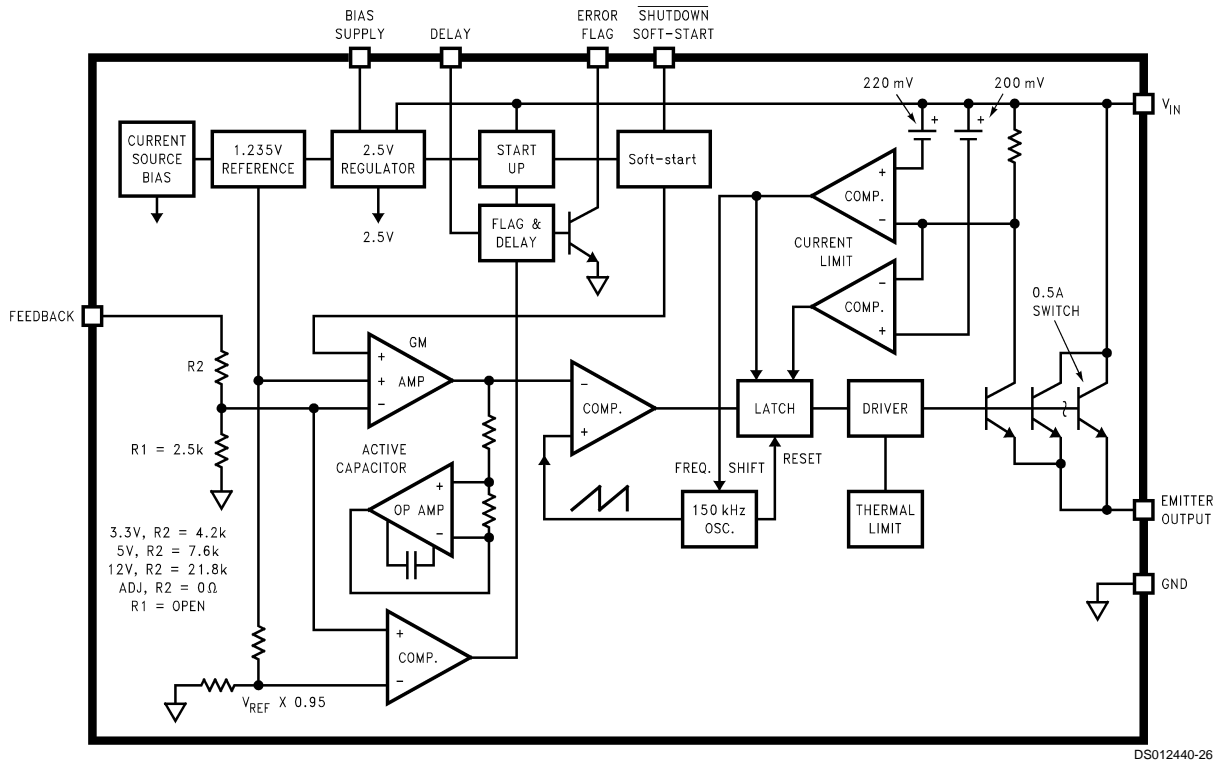 BIAS
SUPPLY
DELAY
ERROR
FLAG
SHUTDOWN
SOFT-START
220 mV
200 mV
V_IN
CURRENT
SOURCE
BIAS
1.235V
REFERENCE
2.5V
REGULATOR
START
UP
Soft-start
2.5V
FLAG &
DELAY
+
+
+
COMP.
−
CURRENT
LIMIT
−
COMP.
+
0.5A
SWITCH
FEEDBACK
R2
GM
+
+ AMP
−
−
COMP.
+
LATCH
DRIVER
R1 = 2.5k
ACTIVE
CAPACITOR
+
OP AMP
−
FREQ. SHIFT
RESET
150 kHz
OSC.
THERMAL
LIMIT
EMITTER
OUTPUT
3.3V, R2 = 4.2k
5V, R2 = 7.6k
12V, R2 = 21.8k
ADJ, R2 = 0Ω
R1 = OPEN
GND
+
COMP.
−
V_REF X 0.95
DS012440-26